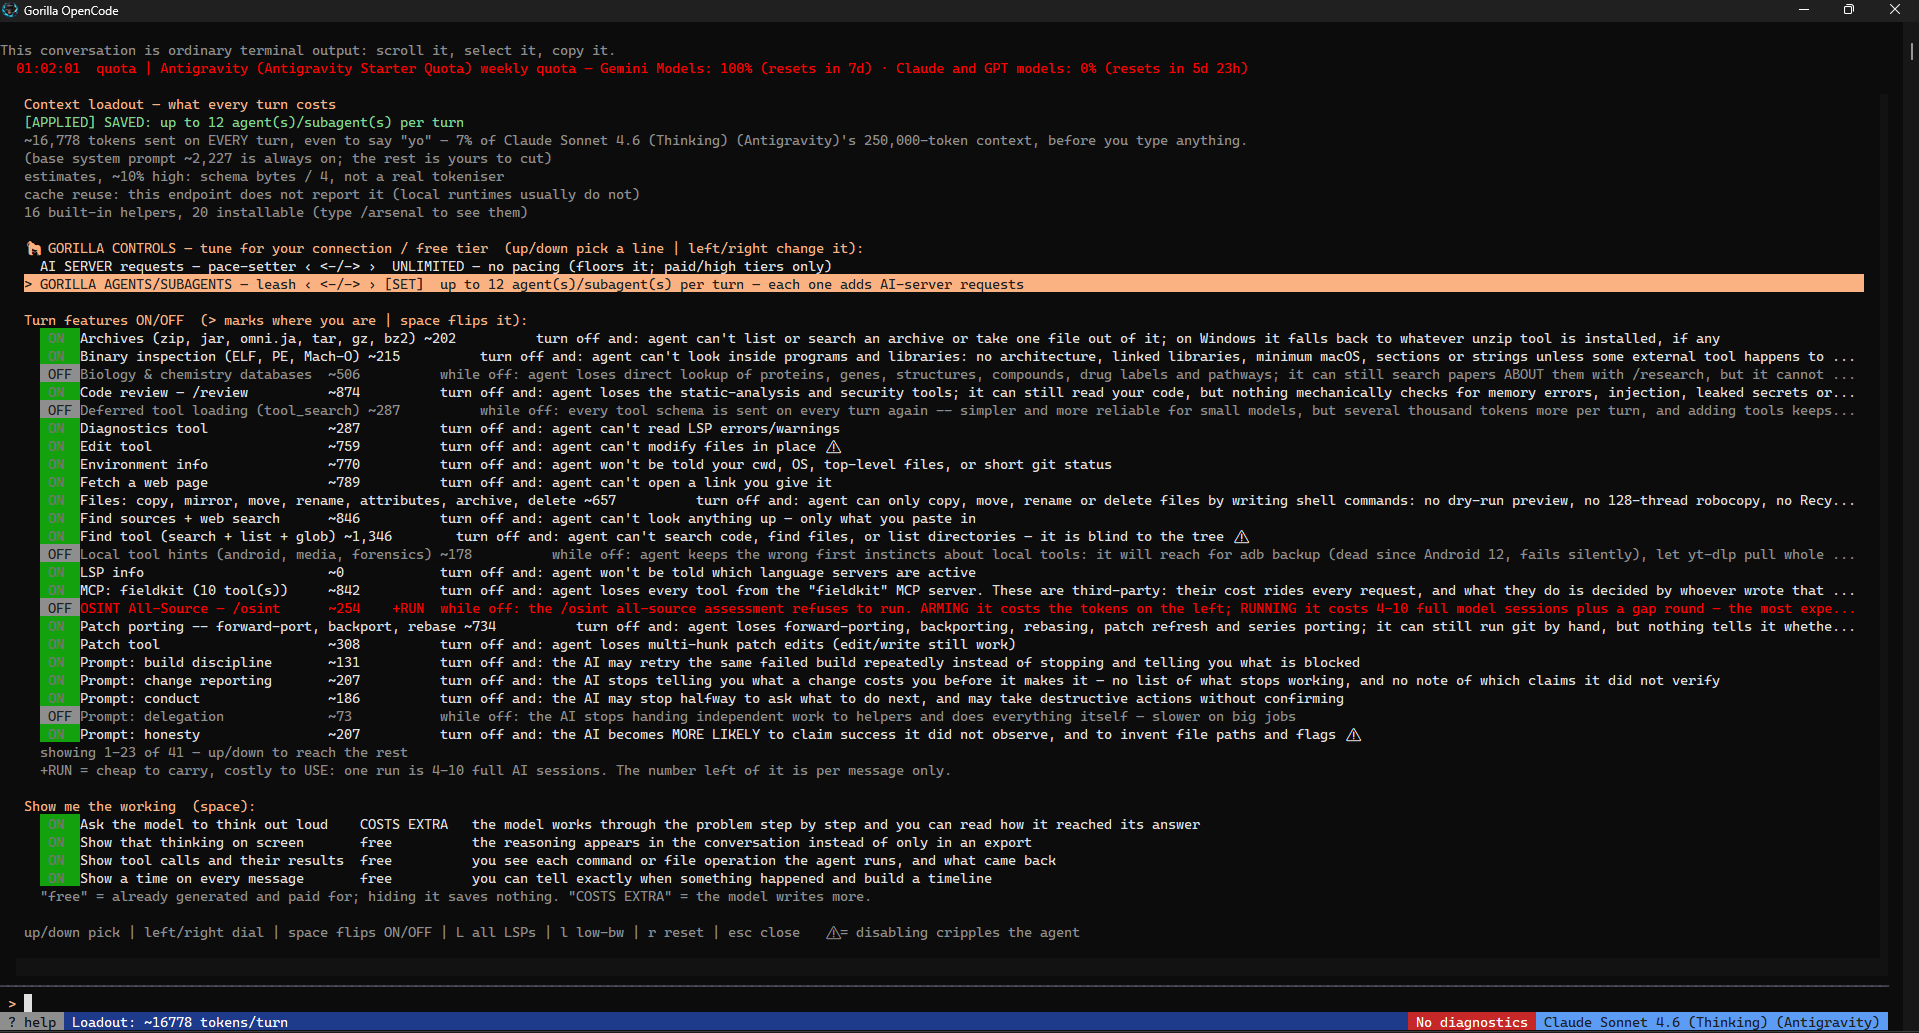 Gorilla OpenCode
This conversation is ordinary terminal output: scroll it, select it, copy it.
01:02:01  quota | Antigravity (Antigravity Starter Quota) weekly quota — Gemini Models: 100% (resets in 7d) · Claude and GPT models: 0% (resets in 5d 23h)
Context loadout — what every turn costs
[APPLIED] SAVED: up to 12 agent(s)/subagent(s) per turn
~16,778 tokens sent on EVERY turn, even to say "yo" — 7% of Claude Sonnet 4.6 (Thinking) (Antigravity)'s 250,000-token context, before you type anything.
(base system prompt ~2,227 is always on; the rest is yours to cut)
estimates, ~10% high: schema bytes / 4, not a real tokeniser
cache reuse: this endpoint does not report it (local runtimes usually do not)
16 built-in helpers, 20 installable (type /arsenal to see them)
GORILLA CONTROLS — tune for your connection / free tier  (up/down pick a line | left/right change it):
AI SERVER requests — pace-setter ‹ <-/-> ›  UNLIMITED — no pacing (floors it; paid/high tiers only)
> GORILLA AGENTS/SUBAGENTS — leash ‹ <-/-> › [SET]  up to 12 agent(s)/subagent(s) per turn — each one adds AI-server requests
Turn features ON/OFF  (> marks where you are | space flips it):
ON Archives (zip, jar, omni.ja, tar, gz, bz2) ~202 turn off and: agent can't list or search an archive or take one file out of it; on Windows it falls back to whatever unzip tool is installed, if any
ON Binary inspection (ELF, PE, Mach-O) ~215 turn off and: agent can't look inside programs and libraries: no architecture, linked libraries, minimum macOS, sections or strings unless some external tool happens to ...
OFF Biology & chemistry databases ~506 while off: agent loses direct lookup of proteins, genes, structures, compounds, drug labels and pathways; it can still search papers ABOUT them with /research, but it cannot ...
ON Code review — /review ~874 turn off and: agent loses the static-analysis and security tools; it can still read your code, but nothing mechanically checks for memory errors, injection, leaked secrets or...
OFF Deferred tool loading (tool_search) ~287 while off: every tool schema is sent on every turn again -- simpler and more reliable for small models, but several thousand tokens more per turn, and adding tools keeps...
ON Diagnostics tool ~287 turn off and: agent can't read LSP errors/warnings
ON Edit tool ~759 turn off and: agent can't modify files in place ⚠
ON Environment info ~770 turn off and: agent won't be told your cwd, OS, top-level files, or short git status
ON Fetch a web page ~789 turn off and: agent can't open a link you give it
ON Files: copy, mirror, move, rename, attributes, archive, delete ~657 turn off and: agent can only copy, move, rename or delete files by writing shell commands: no dry-run preview, no 128-thread robocopy, no Recy...
ON Find sources + web search ~846 turn off and: agent can't look anything up — only what you paste in
ON Find tool (search + list + glob) ~1,346 turn off and: agent can't search code, find files, or list directories — it is blind to the tree ⚠
OFF Local tool hints (android, media, forensics) ~178 while off: agent keeps the wrong first instincts about local tools: it will reach for adb backup (dead since Android 12, fails silently), let yt-dlp pull whole ...
ON LSP info ~0 turn off and: agent won't be told which language servers are active
ON MCP: fieldkit (10 tool(s)) ~842 turn off and: agent loses every tool from the "fieldkit" MCP server. These are third-party: their cost rides every request, and what they do is decided by whoever wrote that ...
OFF OSINT All-Source — /osint ~254 +RUN while off: the /osint all-source assessment refuses to run. ARMING it costs the tokens on the left; RUNNING it costs 4-10 full model sessions plus a gap round — the most expe...
ON Patch porting -- forward-port, backport, rebase ~734 turn off and: agent loses forward-porting, backporting, rebasing, patch refresh and series porting; it can still run git by hand, but nothing tells it whethe...
ON Patch tool ~308 turn off and: agent loses multi-hunk patch edits (edit/write still work)
ON Prompt: build discipline ~131 turn off and: the AI may retry the same failed build repeatedly instead of stopping and telling you what is blocked
ON Prompt: change reporting ~207 turn off and: the AI stops telling you what a change costs you before it makes it — no list of what stops working, and no note of which claims it did not verify
ON Prompt: conduct ~186 turn off and: the AI may stop halfway to ask what to do next, and may take destructive actions without confirming
OFF Prompt: delegation ~73 while off: the AI stops handing independent work to helpers and does everything itself — slower on big jobs
ON Prompt: honesty ~207 turn off and: the AI becomes MORE LIKELY to claim success it did not observe, and to invent file paths and flags ⚠
showing 1-23 of 41 — up/down to reach the rest
+RUN = cheap to carry, costly to USE: one run is 4-10 full AI sessions. The number left of it is per message only.
Show me the working  (space):
ON Ask the model to think out loud COSTS EXTRA the model works through the problem step by step and you can read how it reached its answer
ON Show that thinking on screen free the reasoning appears in the conversation instead of only in an export
ON Show tool calls and their results free you see each command or file operation the agent runs, and what came back
ON Show a time on every message free you can tell exactly when something happened and build a timeline
"free" = already generated and paid for; hiding it saves nothing. "COSTS EXTRA" = the model writes more.
up/down pick | left/right dial | space flips ON/OFF | L all LSPs | l low-bw | r reset | esc close   ⚠= disabling cripples the agent
>
? help  Loadout: ~16778 tokens/turn  No diagnostics  Claude Sonnet 4.6 (Thinking) (Antigravity)